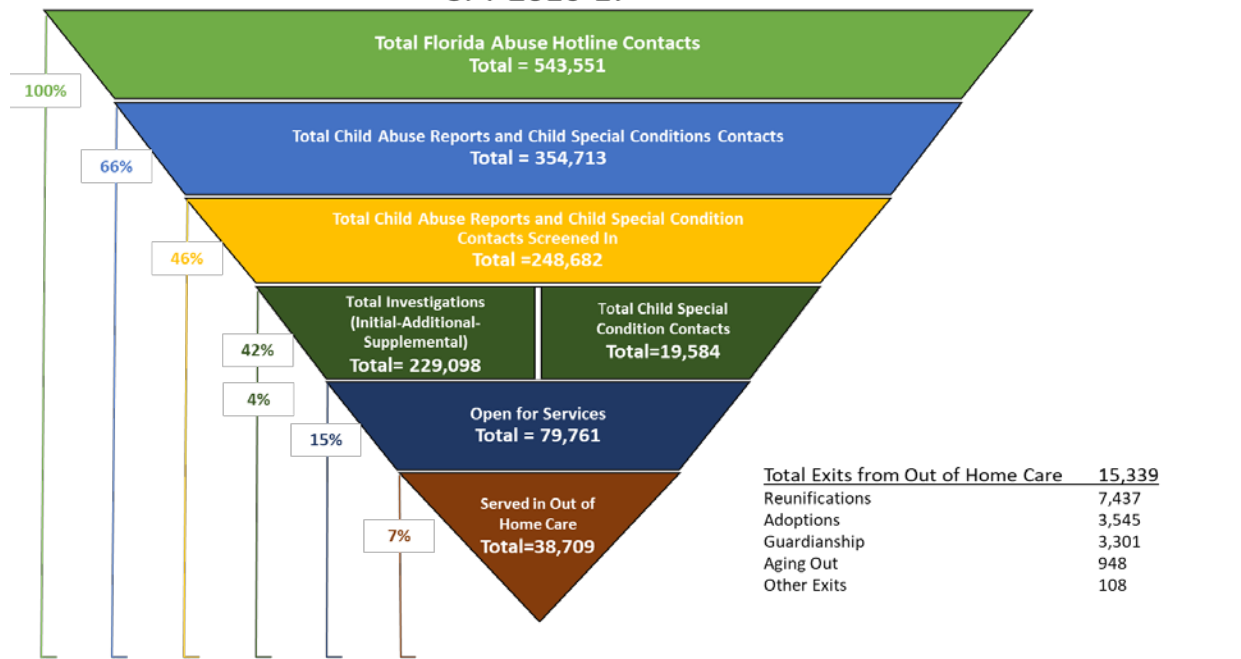 Total Florida Abuse Hotline Contacts
Total = 543,551
100%
Total Child Abuse Reports and Child Special Conditions Contacts
Total = 354,713
66%
Total Child Abuse Reports and Child Special Condition
Contacts Screened In
Total =248,682
46%
Total Investigations
(Initial-Additional-
Supplemental)
Total= 229,098
Total Child Special
Condition Contacts
Total=19,584
42%
4%
Open for Services
Total = 79,761
15%
Served in Out of
Home Care
Total=38,709
7%
Total Exits from Out of Home Care 15,339
Reunifications 7,437
Adoptions 3,545
Guardianship 3,301
Aging Out 948
Other Exits 108